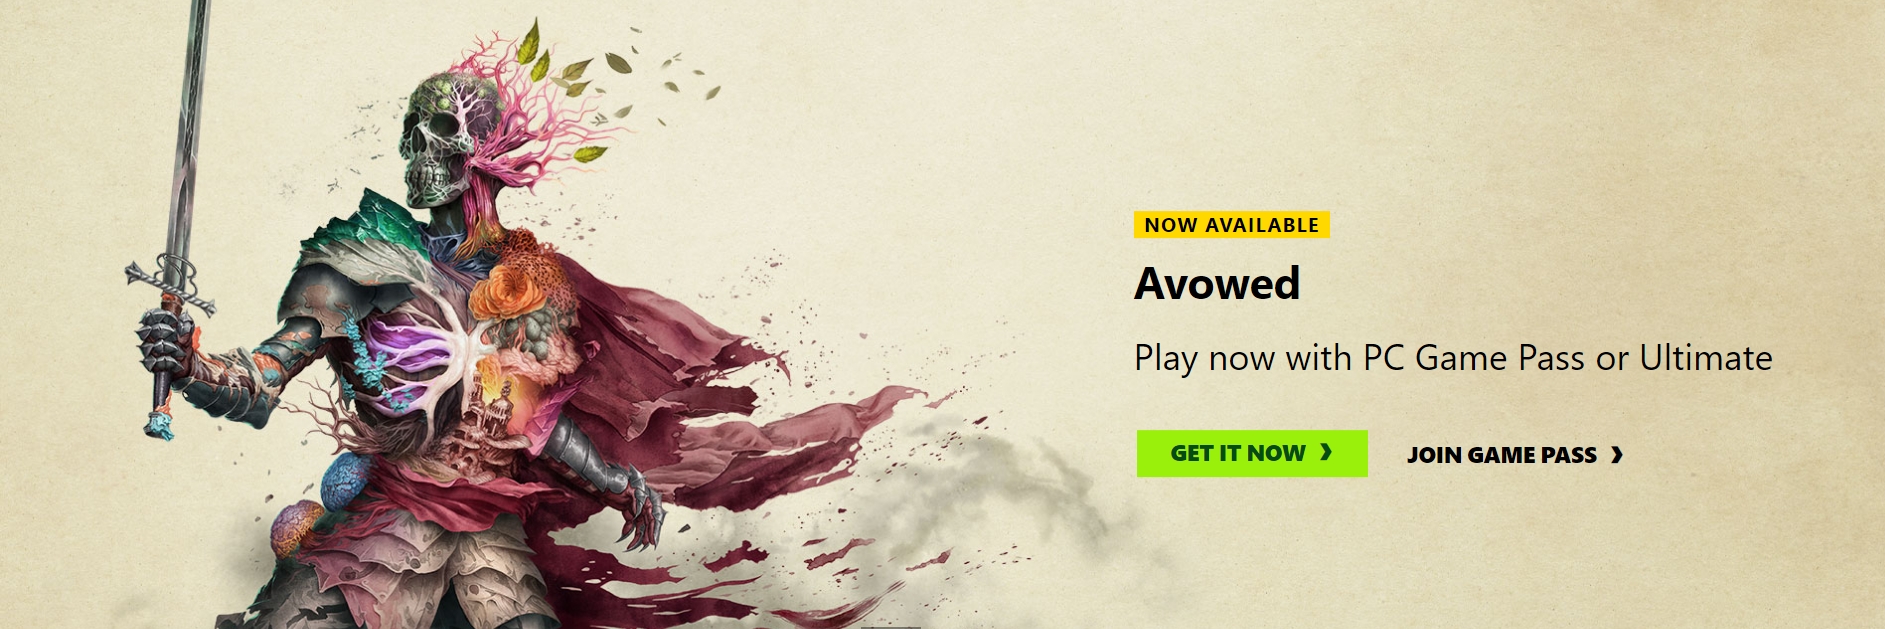 NOW AVAILABLE
Avowed
Play now with PC Game Pass or Ultimate
GET IT NOW
JOIN GAME PASS